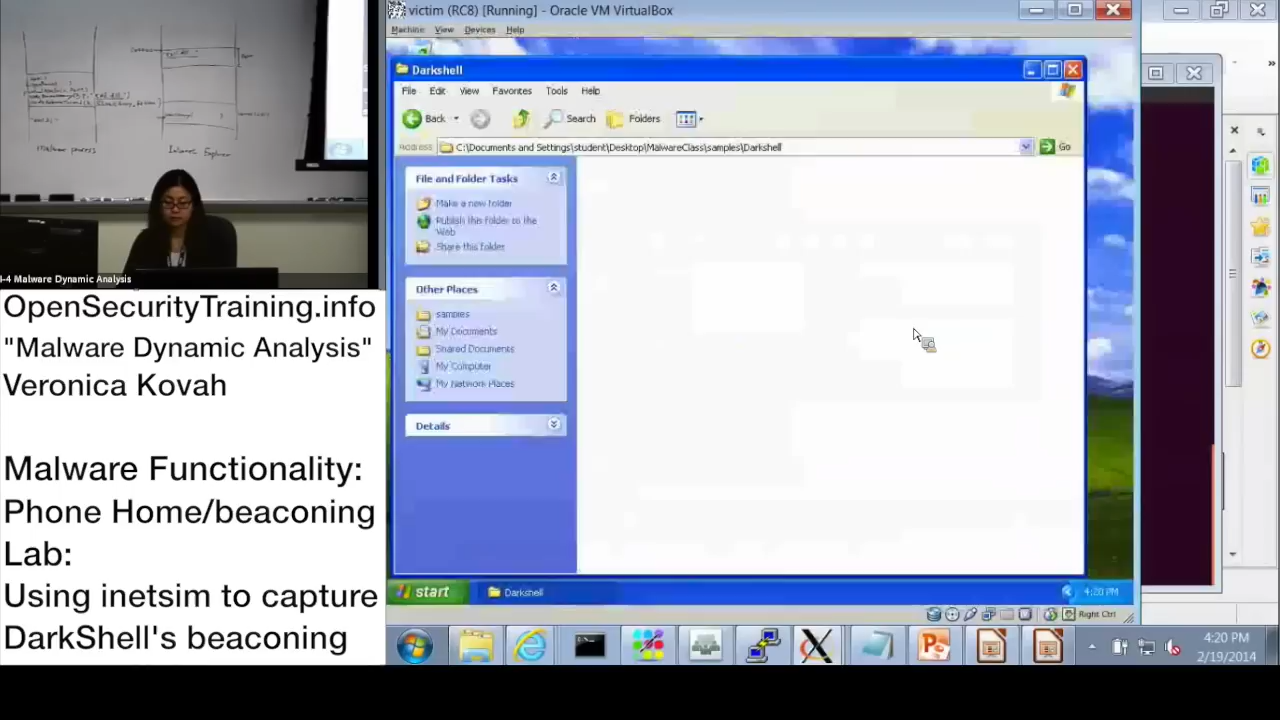 victim (RC8) [Running] - Oracle VM VirtualBox
Machine View Devices Help
Darkshell
File Edit View Favorites Tools Help
Back Search Folders
Address C:\Documents and Settings\student\Desktop\MalwareClass\samples\Darkshell Go
File and Folder Tasks
Make a new folder
Publish this folder to the
Web
Share this folder
Other Places
samples
My Documents
Shared Documents
My Computer
My Network Places
Details
start Darkshell 4:20 PM
Right Ctrl
4:20 PM
2/19/2014
Malware process
Internet Explorer
I-4 Malware Dynamic Analysis
OpenSecurityTraining.info
"Malware Dynamic Analysis"
Veronica Kovah
Malware Functionality:
Phone Home/beaconing
Lab:
Using inetsim to capture
DarkShell's beaconing